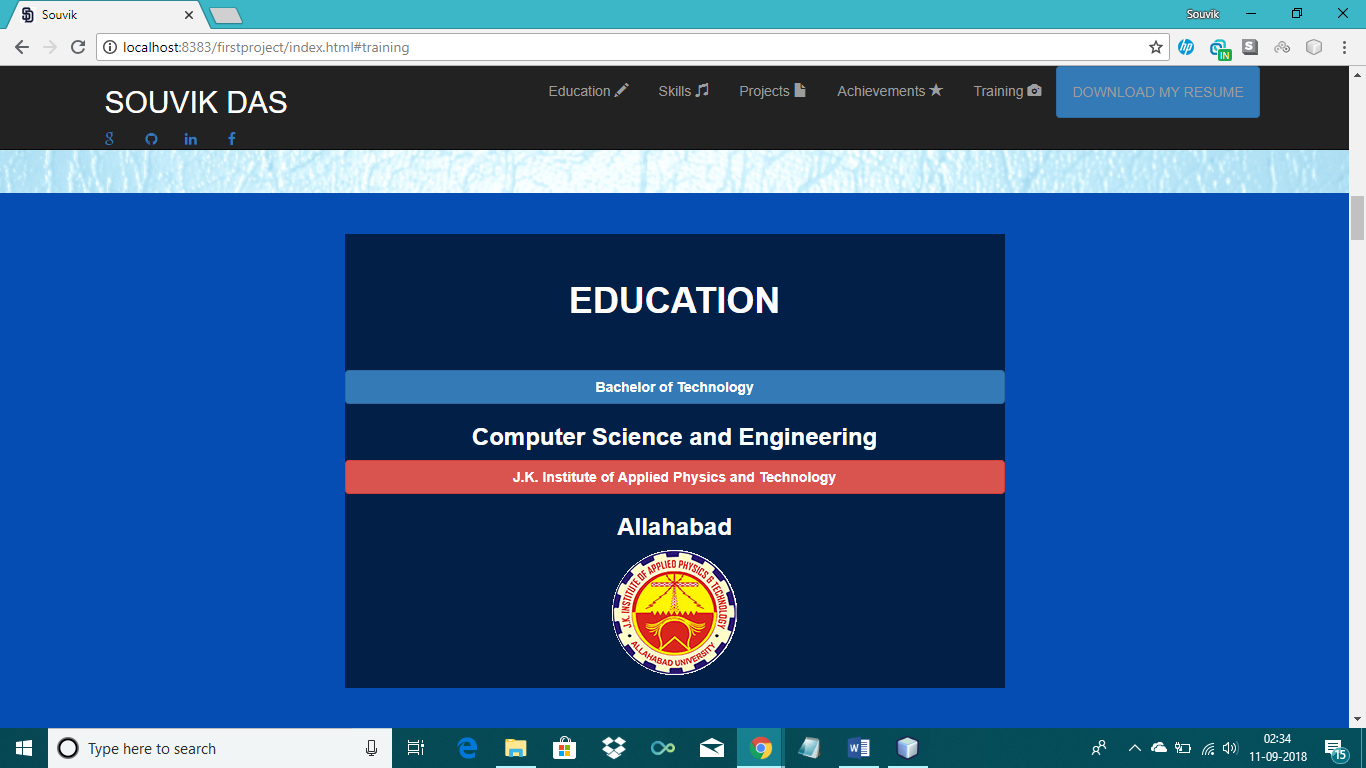 Souvik
Souvik
localhost:8383/firstproject/index.html#training
IN
SOUVIK DAS
Education
Skills
Projects
Achievements
Training
DOWNLOAD MY RESUME
EDUCATION
Bachelor of Technology
Computer Science and Engineering
J.K. Institute of Applied Physics and Technology
Allahabad
J.K. INSTITUTE OF APPLIED PHYSICS & TECHNOLOGY
ALLAHABAD UNIVERSITY
Type here to search
02:34
11-09-2018
15